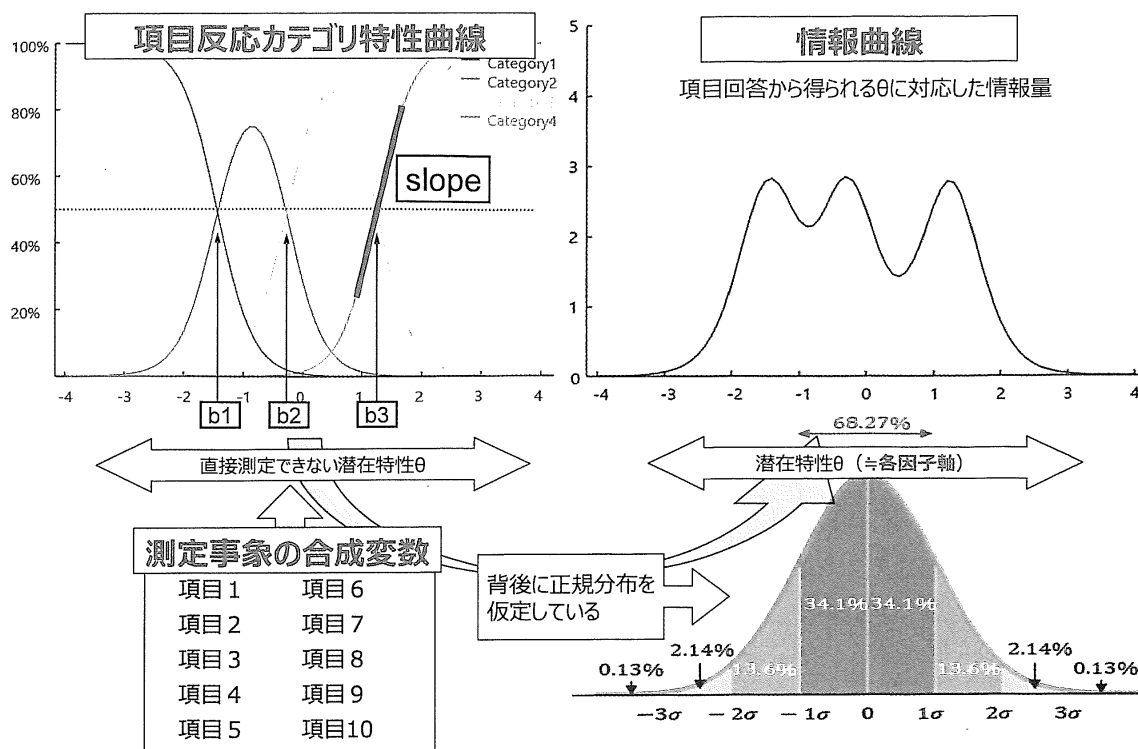 項目反応カテゴリ特性曲線
100%
80%
60%
40%
20%
Category1
Category2
Category4
slope
-4
-3
-2
-1
0
1
2
3
4
b1
b2
b3
情報曲線
項目回答から得られるθに対応した情報量
5
4
3
2
1
0
-4
-3
-2
-1
0
1
2
3
4
直接測定できない潜在特性θ
測定事象の合成変数
項目1 項目6
項目2 項目7
項目3 項目8
項目4 項目9
項目5 項目10
背後に正規分布を
仮定している
68.27%
潜在特性θ（≒各因子軸）
34.1% 34.1%
13.6% 13.6%
2.14% 2.14%
0.13% 0.13%
−3σ −2σ −1σ 0 1σ 2σ 3σ